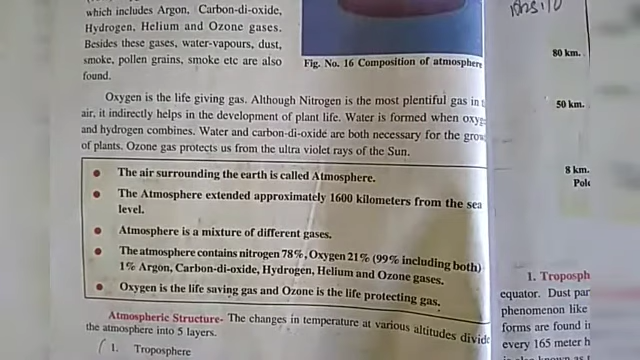 which includes Argon, Carbon-di-oxide,
Hydrogen, Helium and Ozone gases.
Besides these gases, water-vapours, dust,
smoke, pollen grains, smoke etc are also
found.
Fig. No. 16 Composition of atmosphere
Oxygen is the life giving gas. Although Nitrogen is the most plentiful gas in
air, it indirectly helps in the development of plant life. Water is formed when
and hydrogen combines. Water and carbon-di-oxide are both necessary for the
of plants. Ozone gas protects us from the ultra violet rays of the Sun.
• The air surrounding the earth is called Atmosphere.
• The Atmosphere extended approximately 1600 kilometers from the sea
level.
• Atmosphere is a mixture of different gases.
• The atmosphere contains nitrogen 78%, Oxygen 21% (99% including both)
1% Argon, Carbon-di-oxide, Hydrogen, Helium and Ozone gases.
• Oxygen is the life saving gas and Ozone is the life protecting gas.
Atmospheric Structure- The changes in temperature at various altitudes
the atmosphere into 5 layers.
1. Troposphere
80 km.
50 km.
8 km.
1.
equator. Dust
phenomenon like
forms are found
every 165 meter